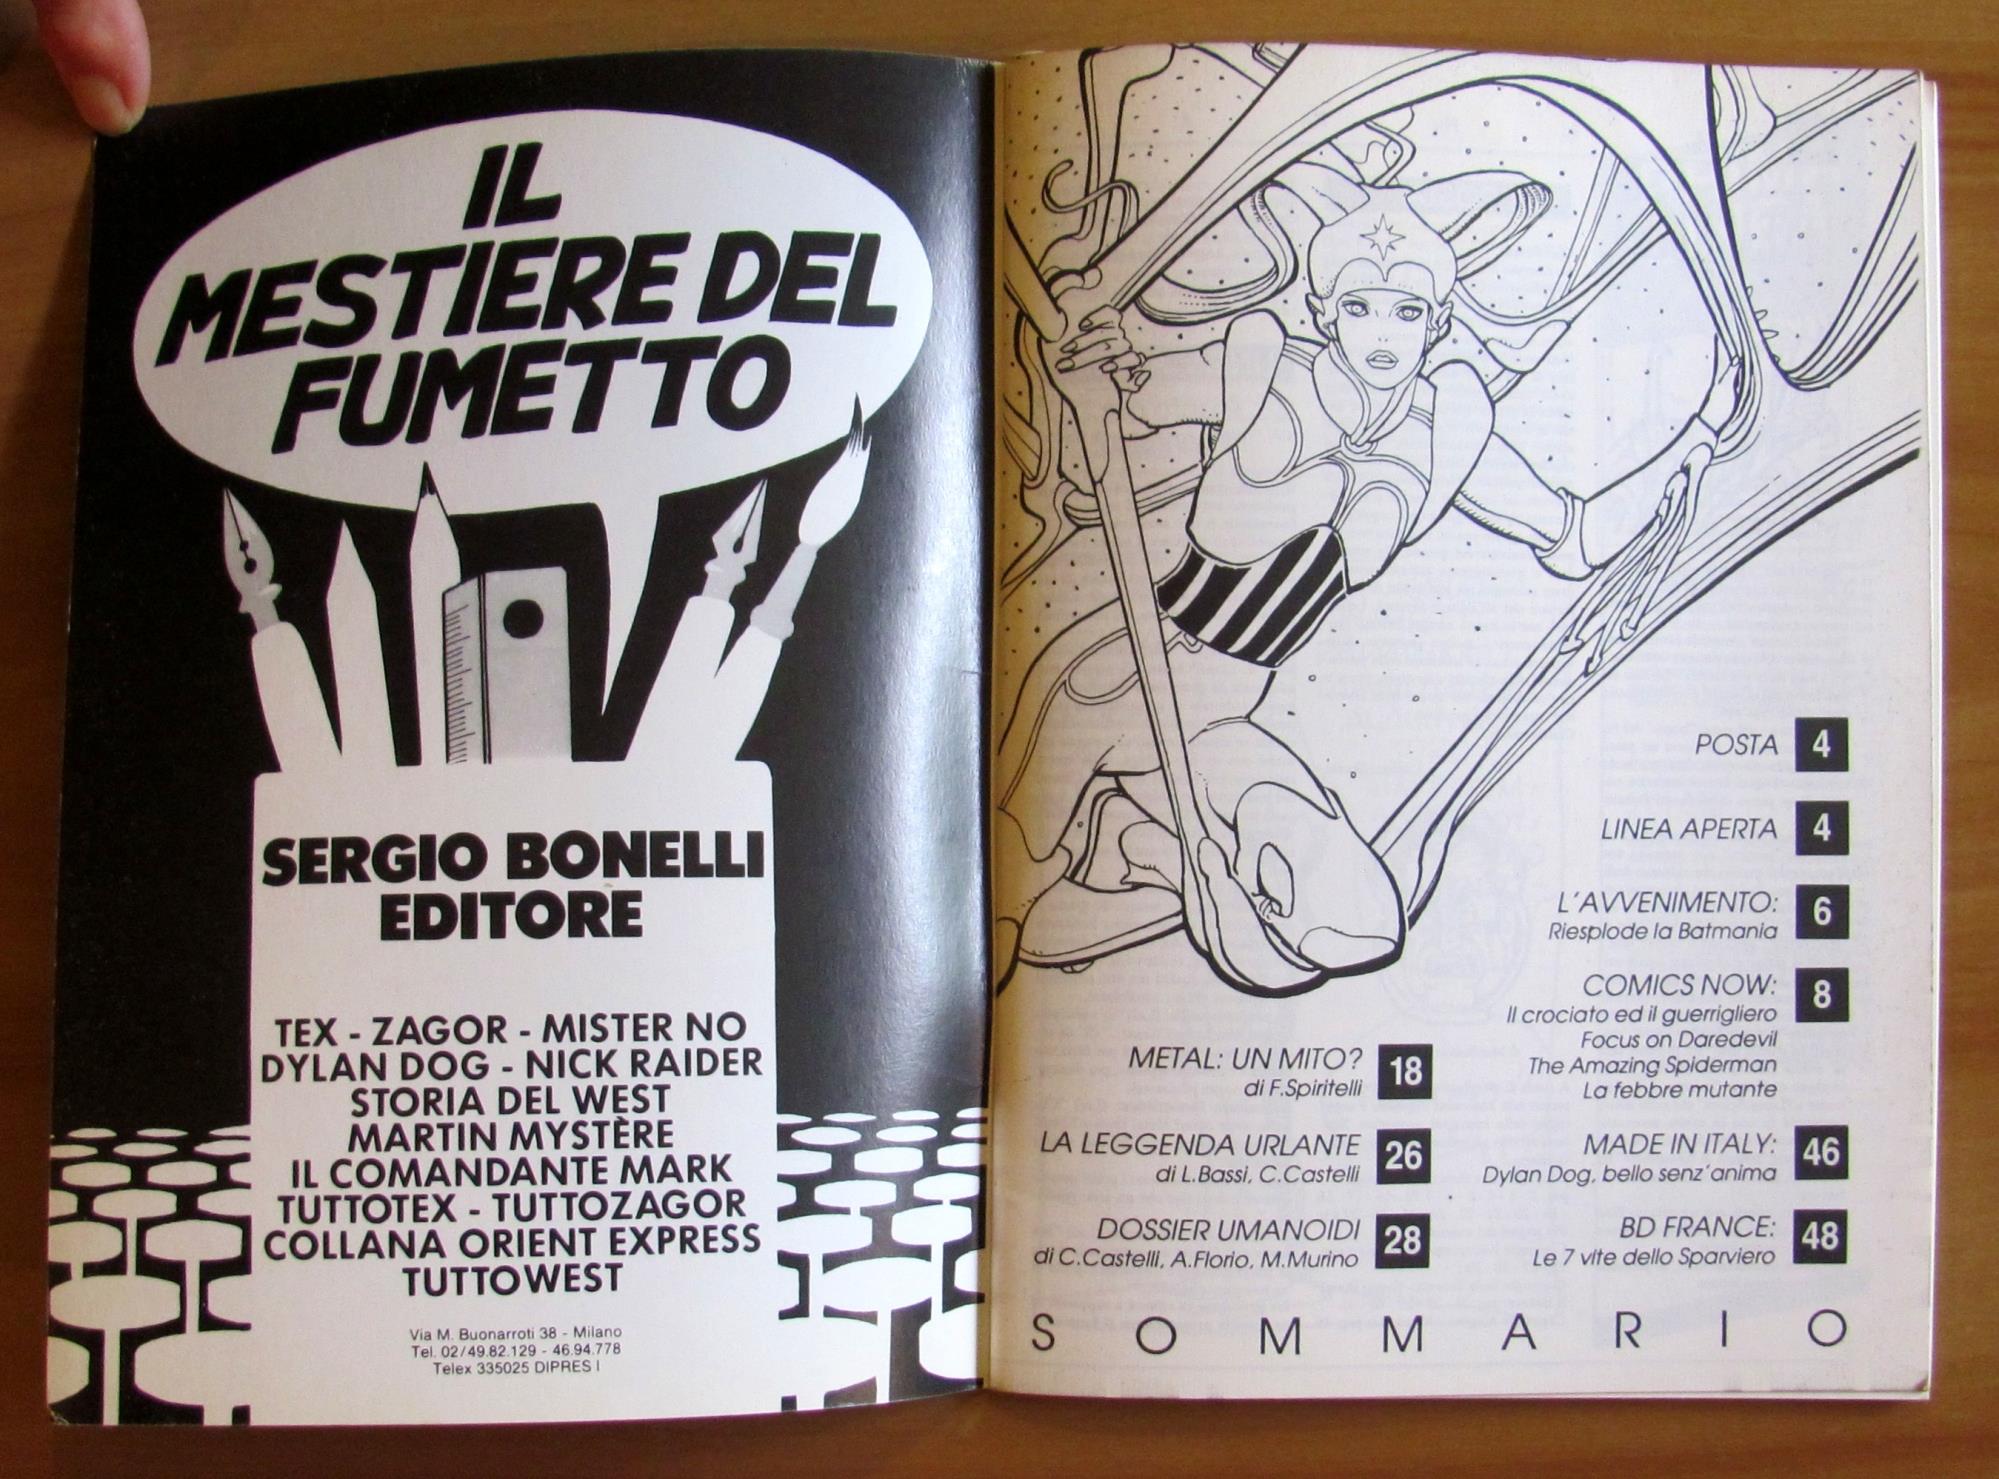 IL
MESTIERE DEL
FUMETTO
SERGIO BONELLI
EDITORE
TEX - ZAGOR - MISTER NO
DYLAN DOG - NICK RAIDER
STORIA DEL WEST
MARTIN MYSTÈRE
IL COMANDANTE MARK
TUTTOTEX - TUTTOZAGOR
COLLANA ORIENT EXPRESS
TUTTOWEST
Via M. Buonarroti 38 - Milano
Tel. 02/49.82.129 - 46.94.778
Telex 335025 DIPRES I
METAL: UN MITO? 18
di F.Spiritelli
LA LEGGENDA URLANTE 26
di L.Bassi, C.Castelli
DOSSIER UMANOIDI 28
di C.Castelli, A.Florio, M.Murino
POSTA 4
LINEA APERTA 4
L'AVVENIMENTO: 6
Riesplode la Batmania
COMICS NOW: 8
Il crociato ed il guerrigliero
Focus on Daredevil
The Amazing Spiderman
La febbre mutante
MADE IN ITALY: 46
Dylan Dog, bello senz'anima
BD FRANCE: 48
Le 7 vite dello Sparviero
SOMMARIO